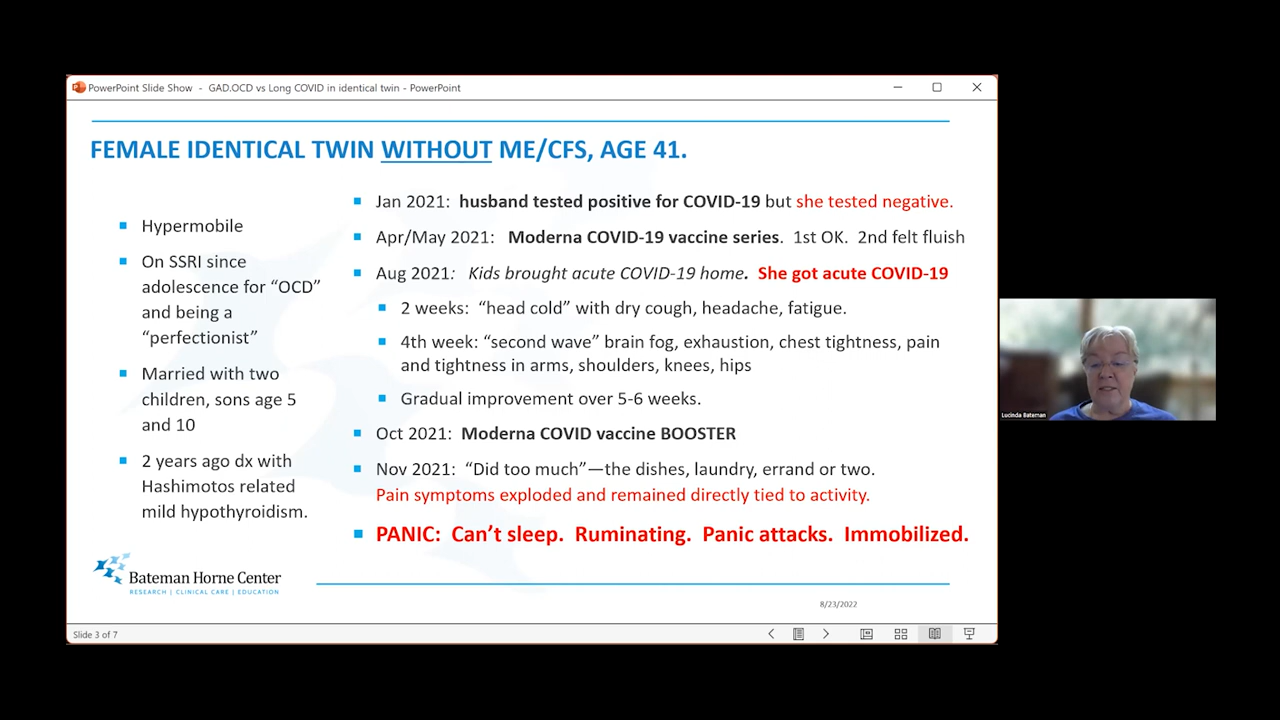 PowerPoint Slide Show - GAD.OCD vs Long COVID in identical twin - PowerPoint
FEMALE IDENTICAL TWIN WITHOUT ME/CFS, AGE 41.
Hypermobile
On SSRI since
adolescence for “OCD”
and being a
“perfectionist”
Married with two
children, sons age 5
and 10
2 years ago dx with
Hashimotos related
mild hypothyroidism.
Jan 2021: husband tested positive for COVID-19 but she tested negative.
Apr/May 2021: Moderna COVID-19 vaccine series. 1st OK. 2nd felt fluish
Aug 2021: Kids brought acute COVID-19 home. She got acute COVID-19
2 weeks: “head cold” with dry cough, headache, fatigue.
4th week: “second wave” brain fog, exhaustion, chest tightness, pain
and tightness in arms, shoulders, knees, hips
Gradual improvement over 5-6 weeks.
Oct 2021: Moderna COVID vaccine BOOSTER
Nov 2021: “Did too much”—the dishes, laundry, errand or two.
Pain symptoms exploded and remained directly tied to activity.
PANIC: Can’t sleep. Ruminating. Panic attacks. Immobilized.
Bateman Horne Center
RESEARCH | CLINICAL CARE | EDUCATION
8/23/2022
Slide 3 of 7
Lucinda Bateman